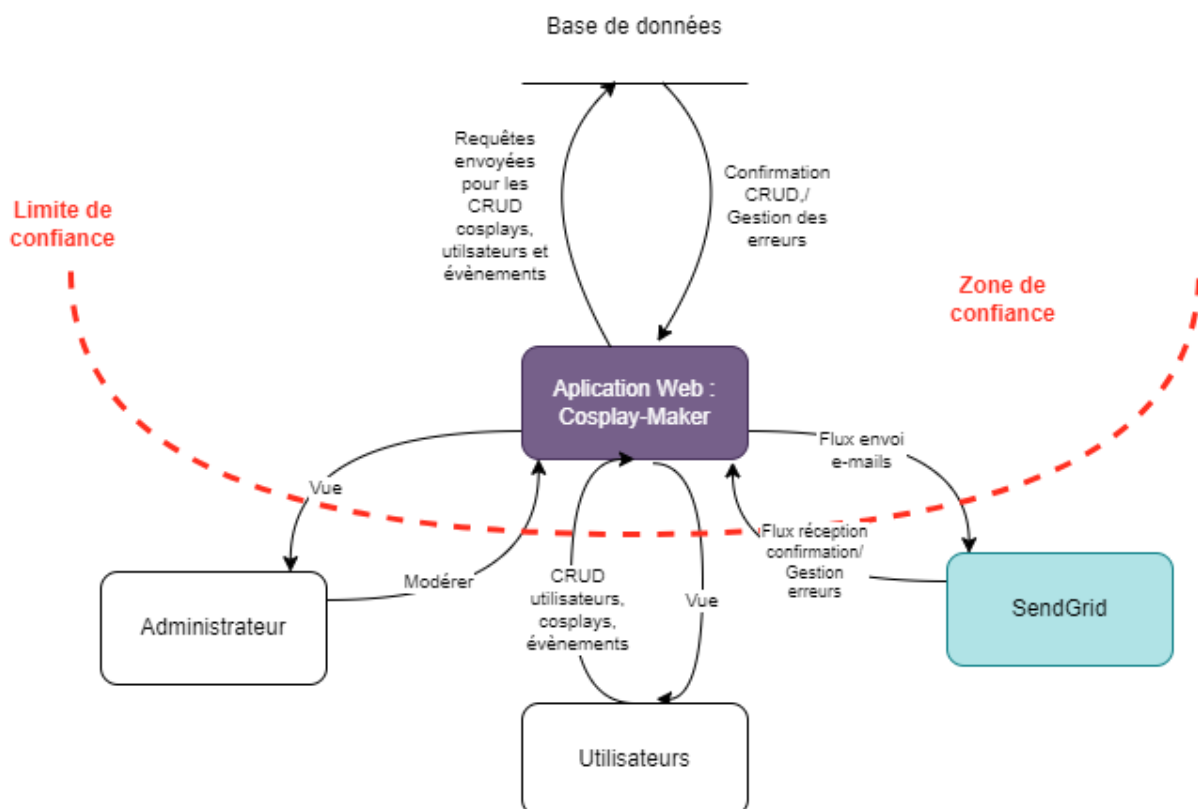 Base de données
Requêtes
envoyées
pour les
CRUD
cosplays,
utilsateurs et
évènements
Confirmation
CRUD,/
Gestion des
erreurs
Limite de
confiance
Zone de
confiance
Aplication Web :
Cosplay-Maker
Flux envoi
e-mails
Vue
Flux réception
confirmation/
Gestion
erreurs
Modérer
CRUD
utilisateurs,
cosplays,
évènements
Vue
Administrateur
SendGrid
Utilisateurs